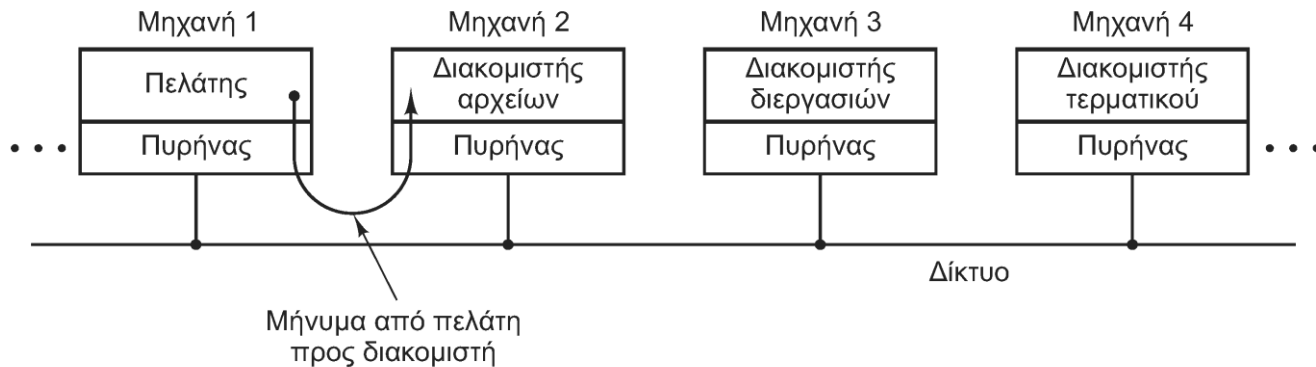 Μηχανή 1
Μηχανή 2
Μηχανή 3
Μηχανή 4
Πελάτης
Διακομιστής
αρχείων
Διακομιστής
διεργασιών
Διακομιστής
τερματικού
Πυρήνας
Πυρήνας
Πυρήνας
Πυρήνας
Δίκτυο
Μήνυμα από πελάτη
προς διακομιστή